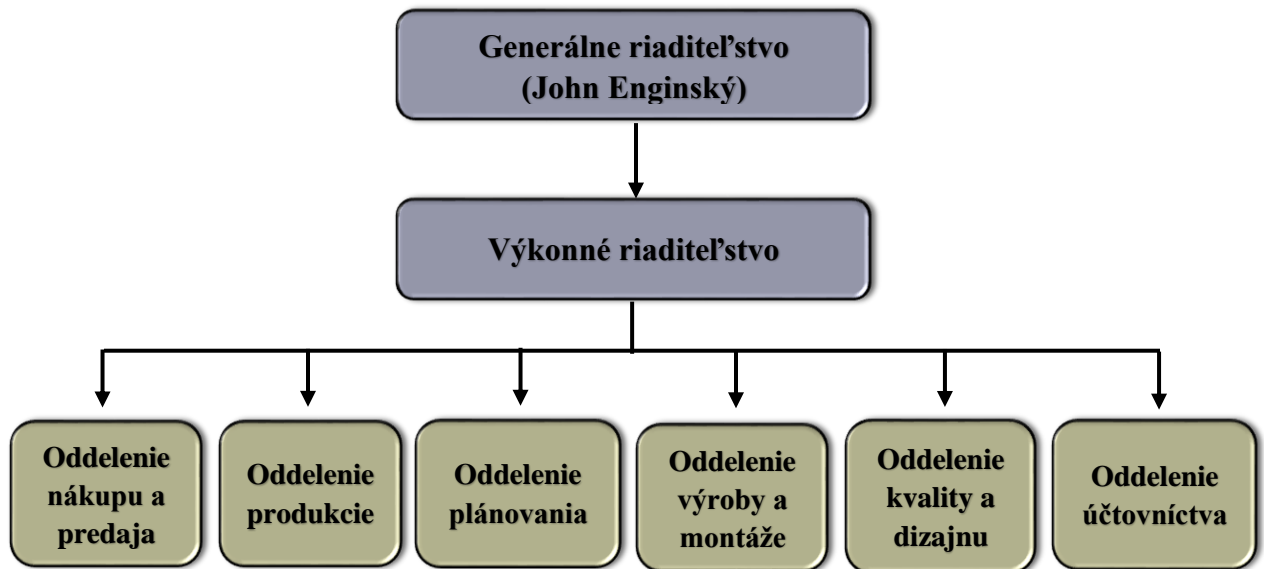 Generálne riaditeľstvo
(John Enginský)
Výkonné riaditeľstvo
Oddelenie
nákupu a
predaja
Oddelenie
produkcie
Oddelenie
plánovania
Oddelenie
výroby a
montáže
Oddelenie
kvality a
dizajnu
Oddelenie
účtovníctva